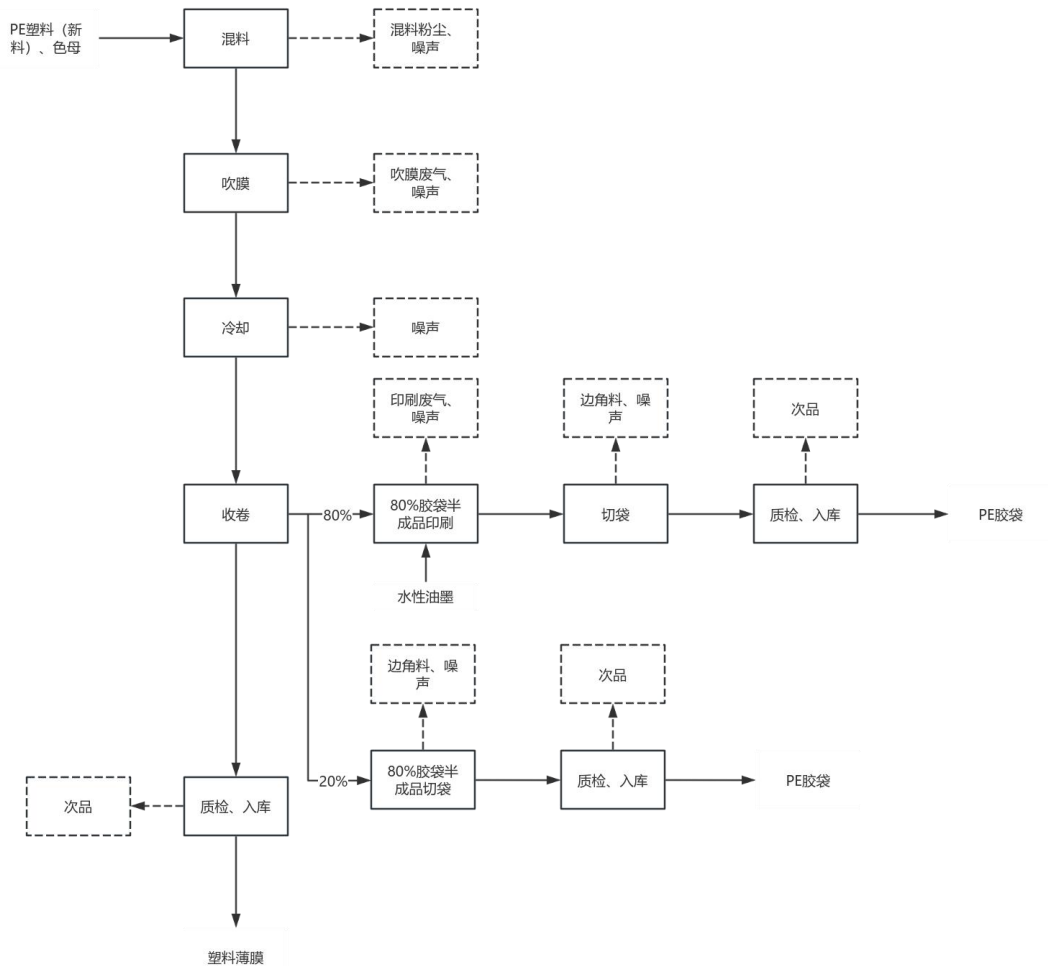 PE塑料（新
料）、色母
混料
混料粉尘、
噪声
吹膜
吹膜废气、
噪声
冷却
噪声
印刷废气、
噪声
边角料、噪
声
次品
收卷
80%
80%胶袋半
成品印刷
切袋
质检、入库
PE胶袋
水性油墨
边角料、噪
声
次品
20%
80%胶袋半
成品切袋
质检、入库
PE胶袋
次品
质检、入库
塑料薄膜